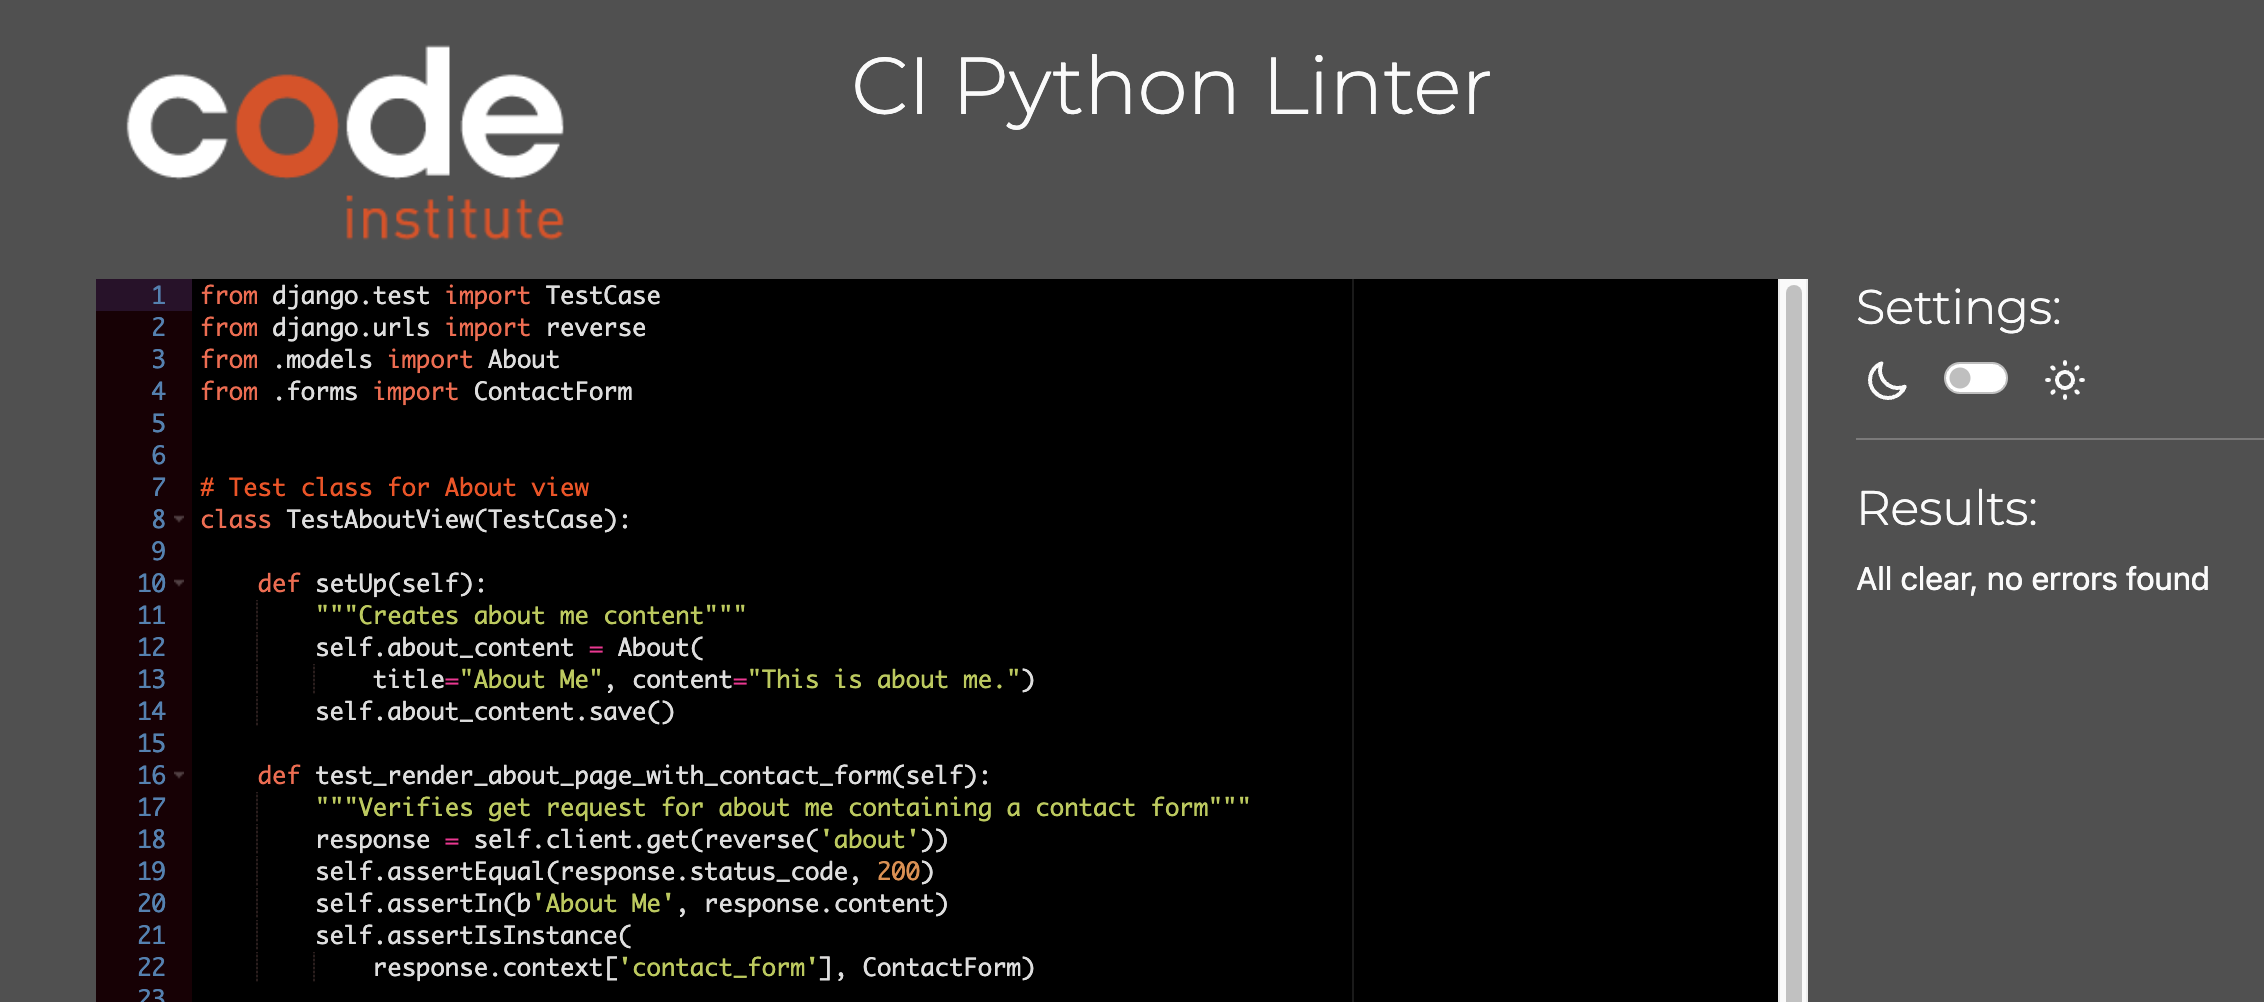 code
institute
CI Python Linter
1 from django.test import TestCase
2 from django.urls import reverse
3 from .models import About
4 from .forms import ContactForm
5
6
7 # Test class for About view
8 class TestAboutView(TestCase):
9
10     def setUp(self):
11         """Creates about me content"""
12         self.about_content = About(
13             title="About Me", content="This is about me.")
14         self.about_content.save()
15
16     def test_render_about_page_with_contact_form(self):
17         """Verifies get request for about me containing a contact form"""
18         response = self.client.get(reverse('about'))
19         self.assertEqual(response.status_code, 200)
20         self.assertIn(b'About Me', response.content)
21         self.assertIsInstance(
22             response.context['contact_form'], ContactForm)
23
Settings:
Results:
All clear, no errors found